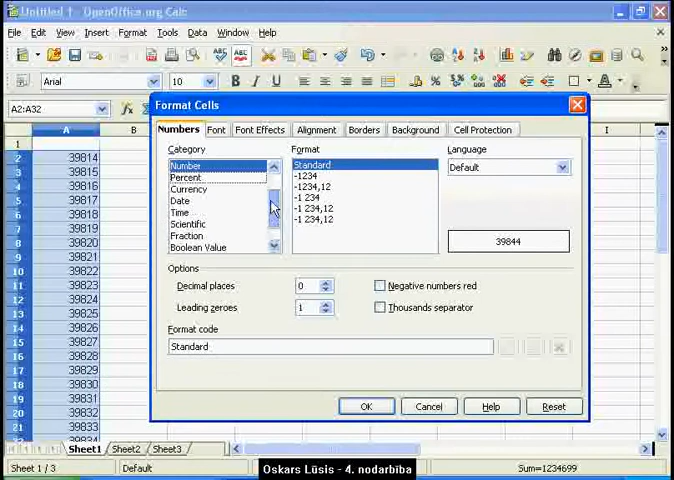 Untitled 1 - OpenOffice.org Calc
File Edit View Insert Format Tools Data Window Help
Arial 10 B I U
A2:A32
A B I
1
2 39814
3 39815
4 39816
5 39817
6 39818
7 39819
8 39820
9 39821
10 39822
11 39823
12 39824
13 39825
14 39826
15 39827
16 39828
17 39829
18 39830
19 39831
20 39832
21 39833
39834
Format Cells
Numbers Font Font Effects Alignment Borders Background Cell Protection
Category Format Language
Number
Percent
Currency
Date
Time
Scientific
Fraction
Boolean Value
Standard
-1234
-1234,12
-1 234
-1 234,12
-1 234,12
Default
39844
Options
Decimal places 0 Negative numbers red
Leading zeroes 1 Thousands separator
Format code
Standard
OK Cancel Help Reset
Sheet1 Sheet2 Sheet3
Sheet 1 / 3 Default Sum=1234699
Oskars Lūsis - 4. nodarbība